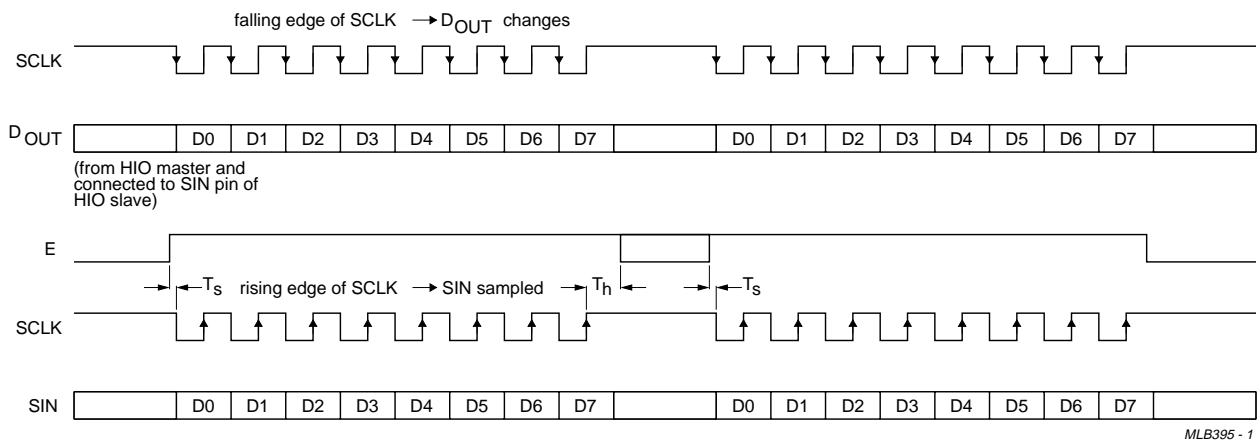 falling edge of SCLK → DOUT changes
SCLK
DOUT D0 D1 D2 D3 D4 D5 D6 D7 D0 D1 D2 D3 D4 D5 D6 D7
(from HIO master and
connected to SIN pin of
HIO slave)
E
Ts rising edge of SCLK → SIN sampled Th Ts
SCLK
SIN D0 D1 D2 D3 D4 D5 D6 D7 D0 D1 D2 D3 D4 D5 D6 D7
MLB395 - 1